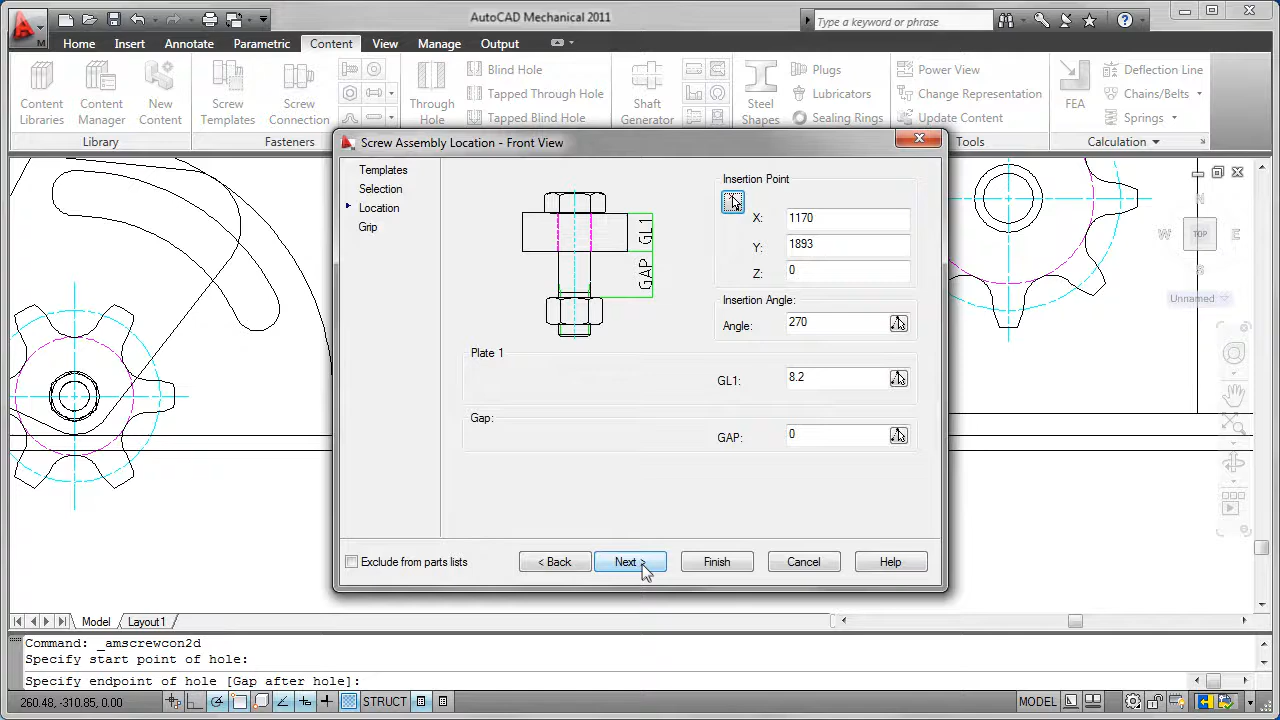 AutoCAD Mechanical 2011
Type a keyword or phrase
M
Home Insert Annotate Parametric Content View Manage Output
Content Libraries
Content Manager
New Content
Library
Screw Templates
Screw Connection
Fasteners
Through Hole
Blind Hole
Tapped Through Hole
Tapped Blind Hole
Shaft Generator
Steel Shapes
Plugs
Lubricators
Sealing Rings
Power View
Change Representation
Update Content
Tools
FEA
Deflection Line
Chains/Belts
Springs
Calculation
Screw Assembly Location - Front View
Templates
Selection
Location
Grip
GL1
GAP
Insertion Point
X: 1170
Y: 1893
Z: 0
Insertion Angle:
Angle: 270
Plate 1
GL1: 8.2
Gap:
GAP: 0
Exclude from parts lists
< Back Next > Finish Cancel Help
N
W TOP E
S
Unnamed
Model Layout1
Command: _amscrewcon2d
Specify start point of hole:
Specify endpoint of hole [Gap after hole]:
260.48, -310.85, 0.00 STRUCT MODEL